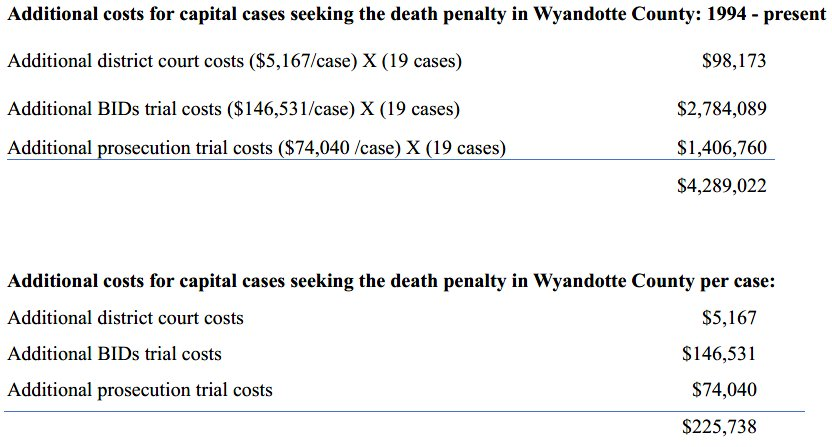 Additional costs for capital cases seeking the death penalty in Wyandotte County: 1994 - present
Additional district court costs ($5,167/case) X (19 cases) $98,173
Additional BIDs trial costs ($146,531/case) X (19 cases) $2,784,089
Additional prosecution trial costs ($74,040 /case) X (19 cases) $1,406,760
$4,289,022
Additional costs for capital cases seeking the death penalty in Wyandotte County per case:
Additional district court costs $5,167
Additional BIDs trial costs $146,531
Additional prosecution trial costs $74,040
$225,738